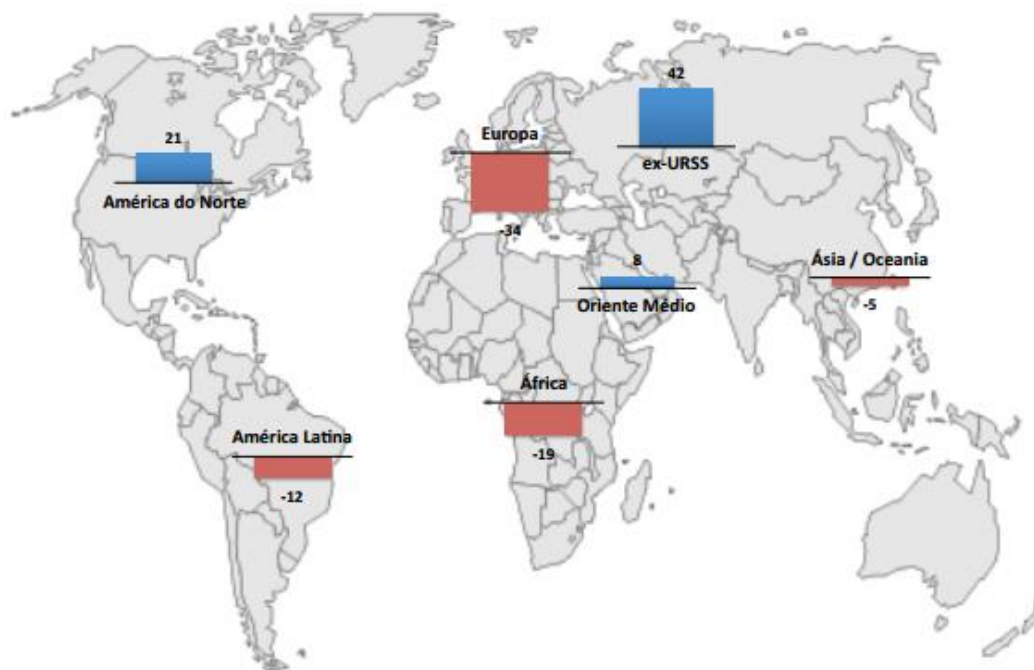 42
ex-URSS
21
América do Norte
Europa
-34
8
Oriente Médio
Ásia / Oceania
-5
África
-19
América Latina
-12